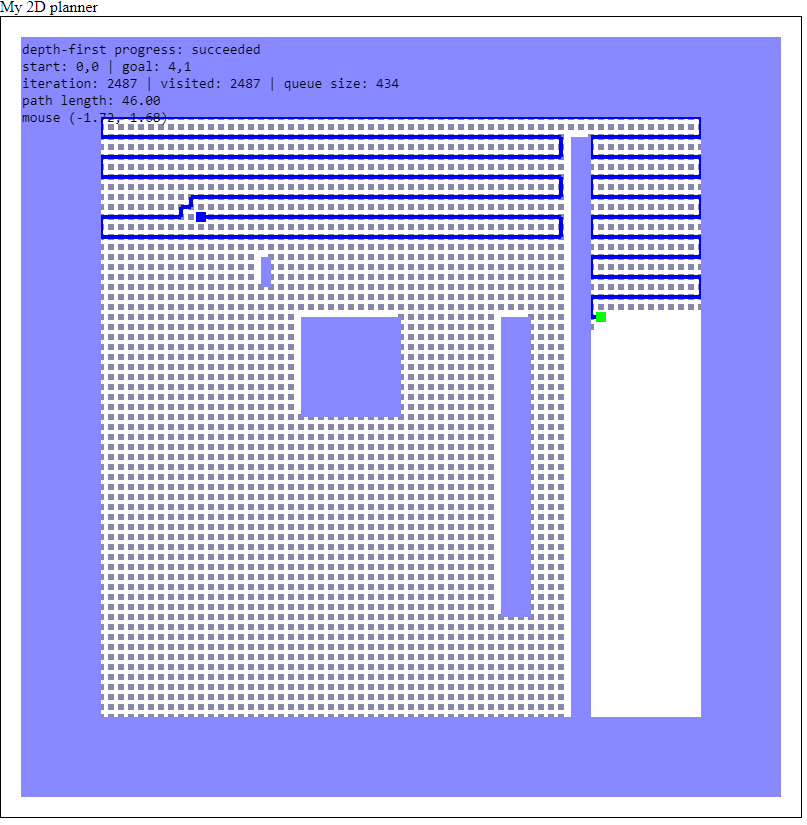 My 2D planner
depth-first progress: succeeded
start: 0,0 | goal: 4,1
iteration: 2487 | visited: 2487 | queue size: 434
path length: 46.00
mouse (-1.72,-1.68)